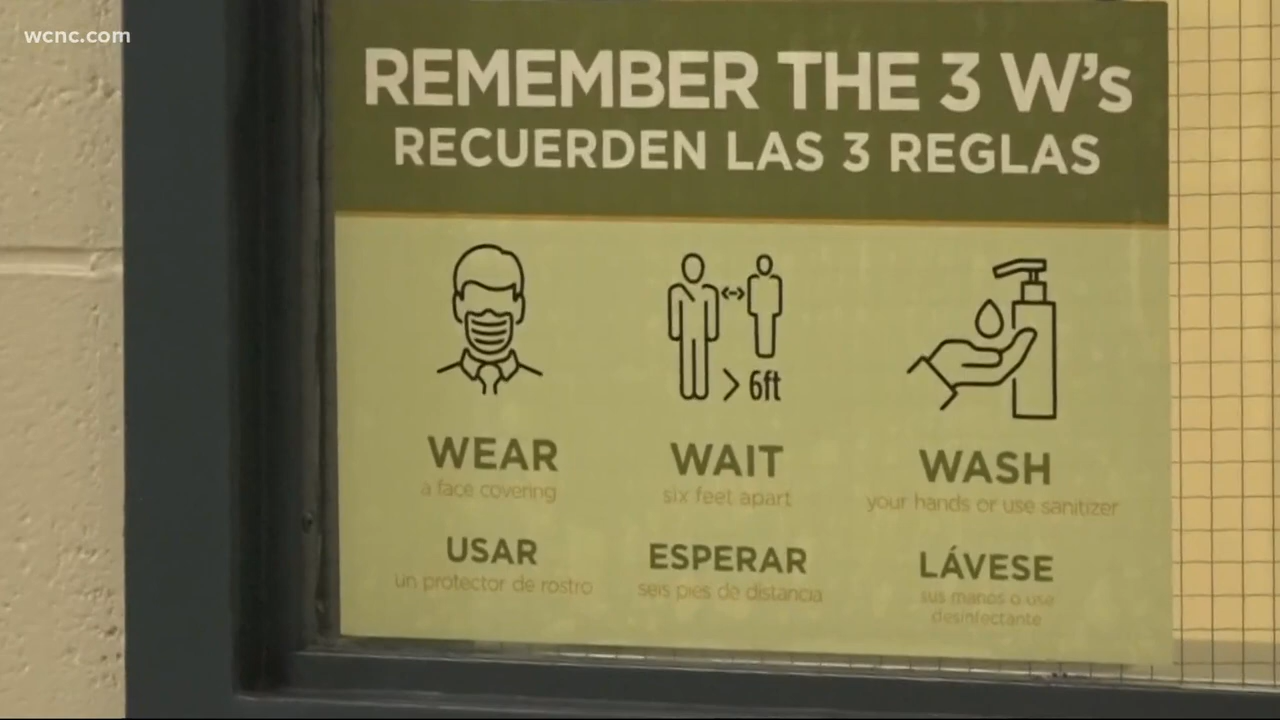 wcnc.com
REMEMBER THE 3 W's
RECUERDEN LAS 3 REGLAS
> 6ft
WEAR
a face covering
USAR
un protector de rostro
WAIT
six feet apart
ESPERAR
seis pies de distancia
WASH
your hands or use sanitizer
LÁVESE
sus manos o use
desinfectante